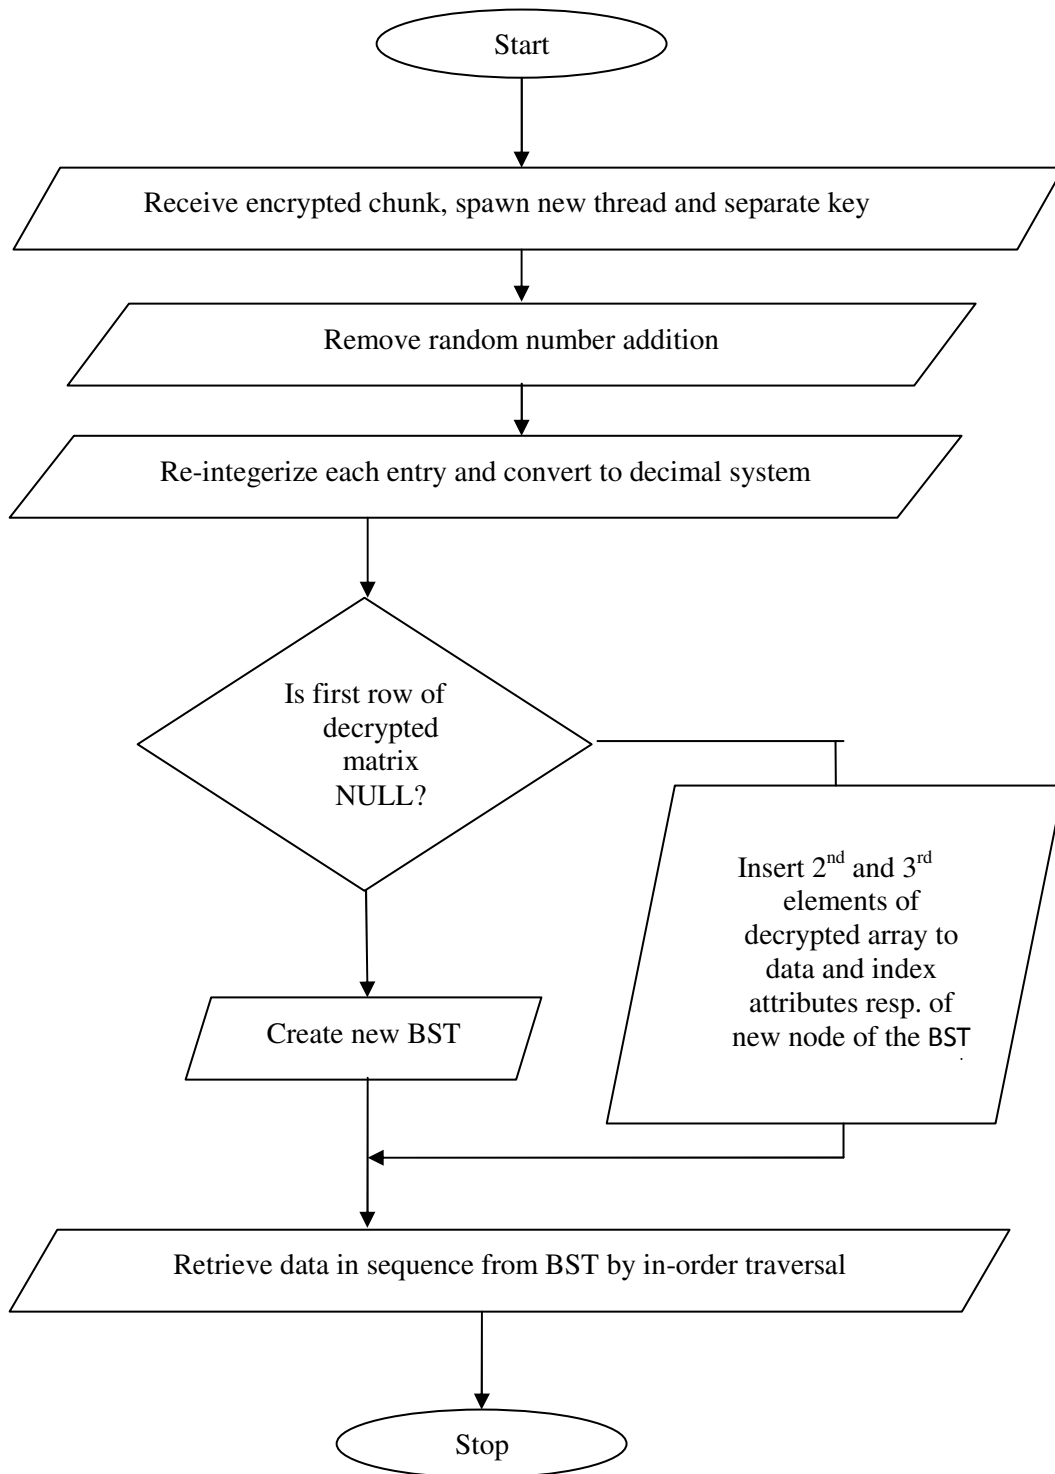 Start
Receive encrypted chunk, spawn new thread and separate key
Remove random number addition
Re-integerize each entry and convert to decimal system
Is first row of
decrypted
matrix
NULL?
Insert 2nd and 3rd
elements of
decrypted array to
data and index
attributes resp. of
new node of the BST
.
Create new BST
Retrieve data in sequence from BST by in-order traversal
Stop